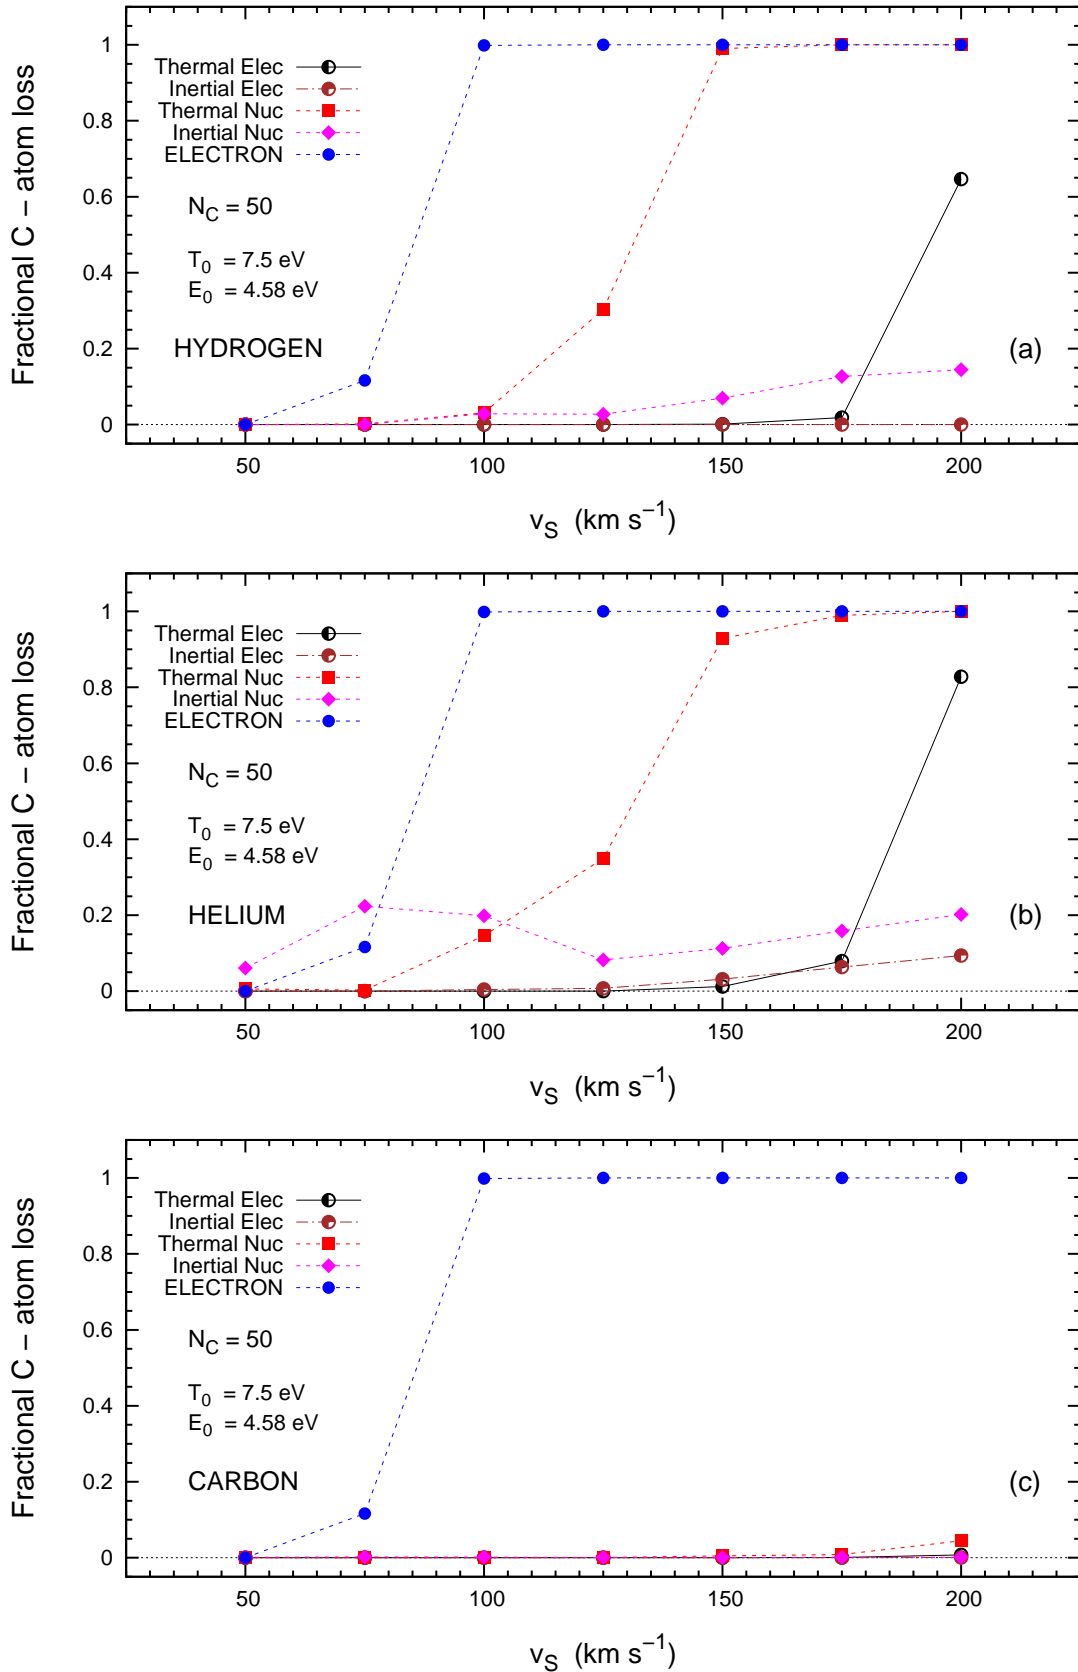 Fractional C – atom loss
1
0.8
0.6
0.4
0.2
0
Thermal Elec
Inertial Elec
Thermal Nuc
Inertial Nuc
ELECTRON
N_C = 50
T_0 = 7.5 eV
E_0 = 4.58 eV
HYDROGEN
(a)
50 100 150 200
v_S (km s⁻¹)
Fractional C – atom loss
1
0.8
0.6
0.4
0.2
0
Thermal Elec
Inertial Elec
Thermal Nuc
Inertial Nuc
ELECTRON
N_C = 50
T_0 = 7.5 eV
E_0 = 4.58 eV
HELIUM
(b)
50 100 150 200
v_S (km s⁻¹)
Fractional C – atom loss
1
0.8
0.6
0.4
0.2
0
Thermal Elec
Inertial Elec
Thermal Nuc
Inertial Nuc
ELECTRON
N_C = 50
T_0 = 7.5 eV
E_0 = 4.58 eV
CARBON
(c)
50 100 150 200
v_S (km s⁻¹)